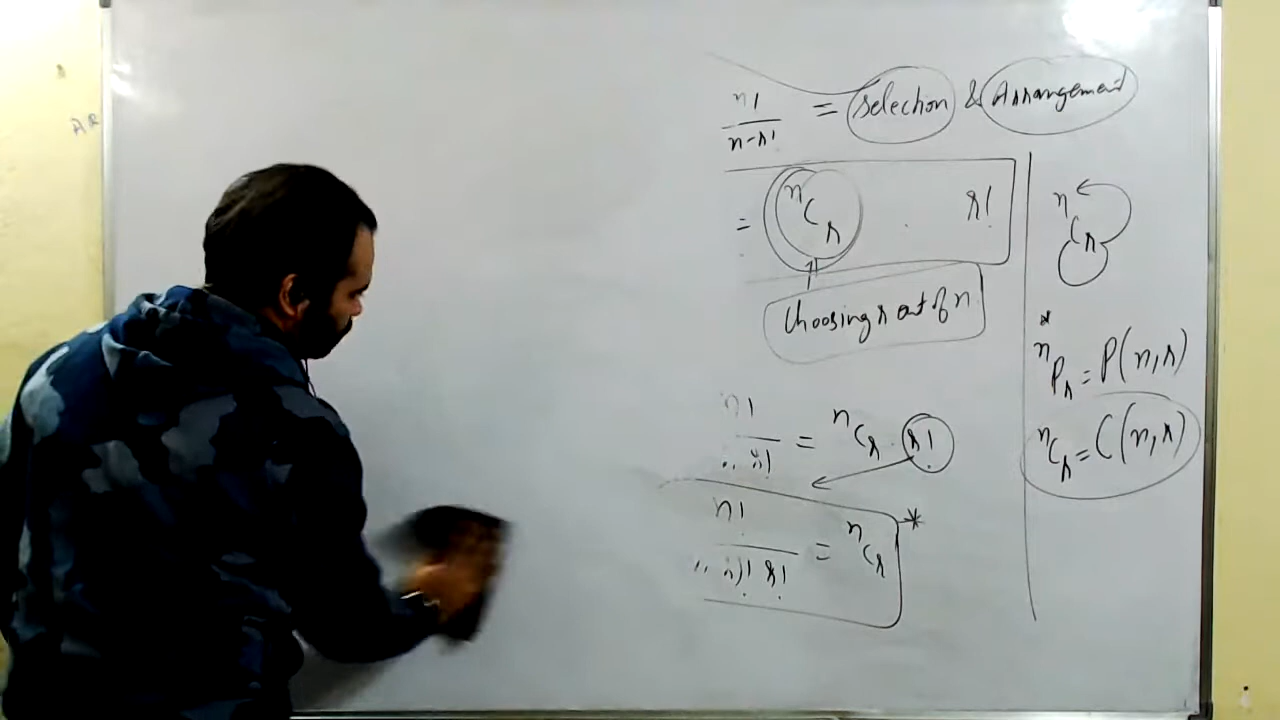 n! / n-r! = Selection & Arrangement
= nCr . r!
Choosing r out of n
n! / r! = nCr . r!
n! / r)! r! = nCr *
nCr
*
nPr = P(n,r)
nCr = C(n,r)